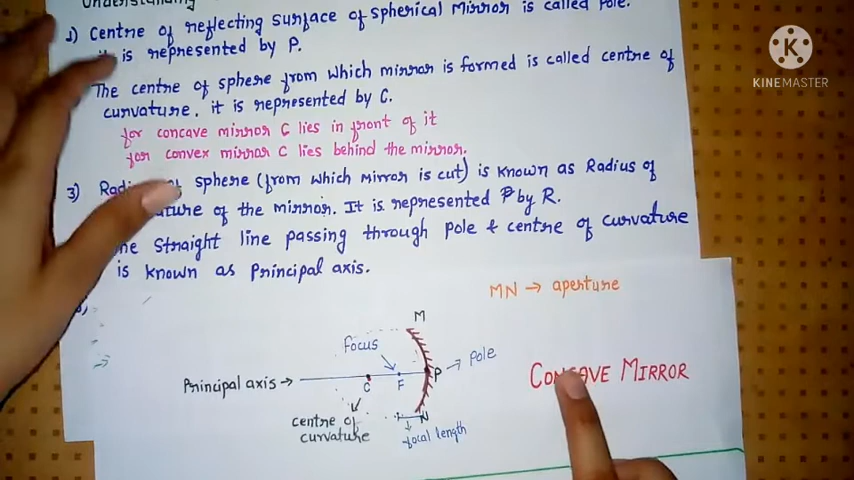 Understanding
1) Centre of reflecting surface of spherical Mirror is called Pole.
is represented by P.
The centre of sphere from which mirror is formed is called centre of
curvature. it is represented by C.
for concave mirror C lies in front of it
for convex mirror C lies behind the mirror.
3) sphere (from which mirror is cut) is known as Radius of
of the mirror. It is represented by R.
straight line passing through pole & centre of curvature
is known as Principal axis.
MN → aperture
M
focus
→ Pole
P
Principal axis →
C
F
CONCAVE MIRROR
centre of
curvature
N
focal length
K
KINEMASTER